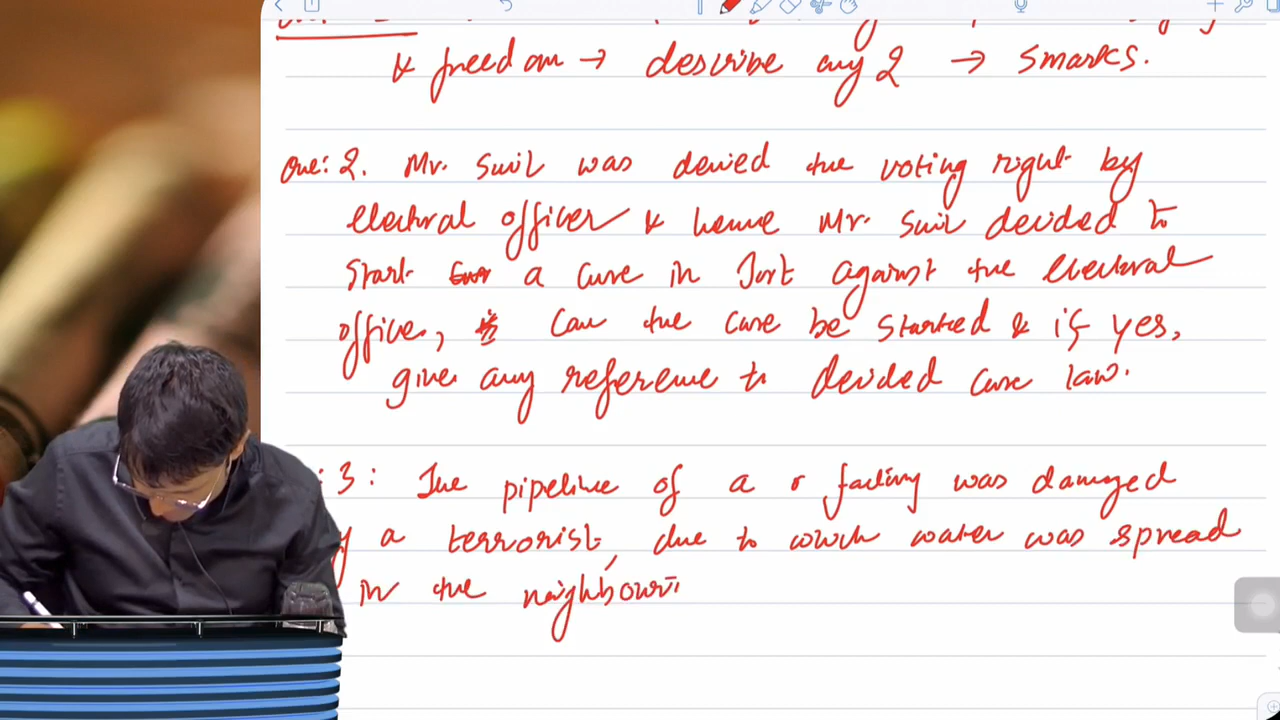 & freedom → describe any 2 → 5marks.
Que: 2. Mr. Sunil was denied the voting right by
electoral officer & hence Mr. Sunil decided to
start a case in Tort against the electoral
officer, Can the case be started & if yes,
give any reference to decided case law.
: 3 : The pipeline of a factory was damaged
y a terrorist, due to which water was spread
in the neighbour